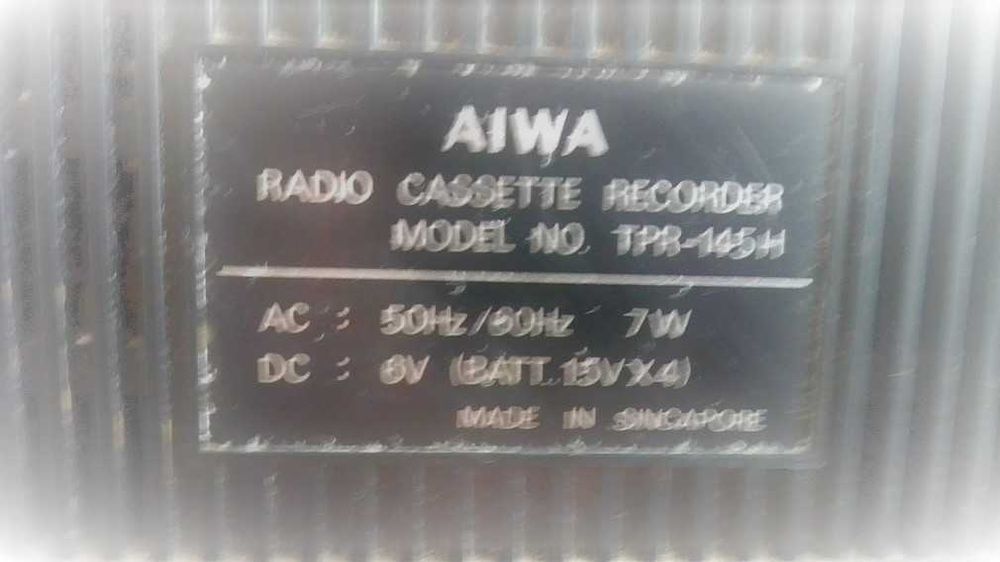 AIWA
RADIO CASSETTE RECORDER
MODEL NO. TPR-145H
AC : 50Hz/60Hz 7W
DC : 6V (BATT. 1.5V X 4)
MADE IN SINGAPORE